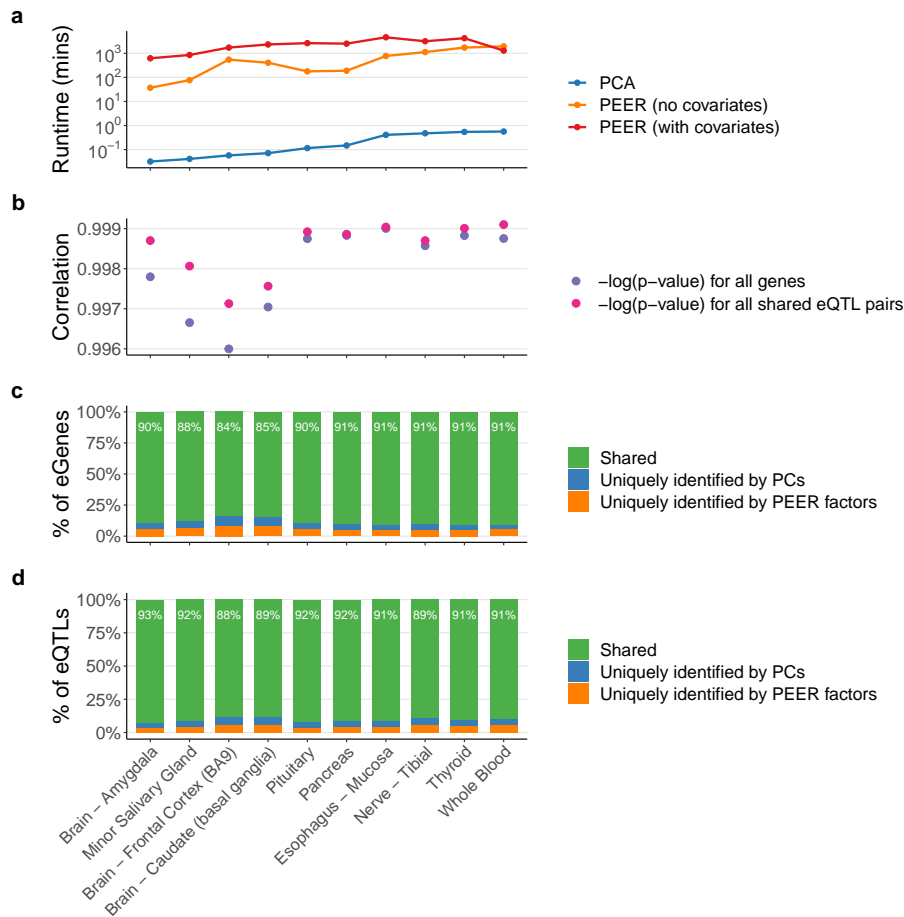 a
Runtime (mins)
10^3
10^2
10^1
10^0
10^−1
PCA
PEER (no covariates)
PEER (with covariates)
b
Correlation
0.999
0.998
0.997
0.996
−log(p−value) for all genes
−log(p−value) for all shared eQTL pairs
c
% of eGenes
100%
75%
50%
25%
0%
90% 88% 84% 85% 90% 91% 91% 91% 91% 91%
Shared
Uniquely identified by PCs
Uniquely identified by PEER factors
d
% of eQTLs
100%
75%
50%
25%
0%
93% 92% 88% 89% 92% 92% 91% 89% 91% 91%
Shared
Uniquely identified by PCs
Uniquely identified by PEER factors
Brain − Amygdala
Minor Salivary Gland
Brain − Frontal Cortex (BA9)
Brain − Caudate (basal ganglia)
Pituitary
Pancreas
Esophagus − Mucosa
Nerve − Tibial
Thyroid
Whole Blood